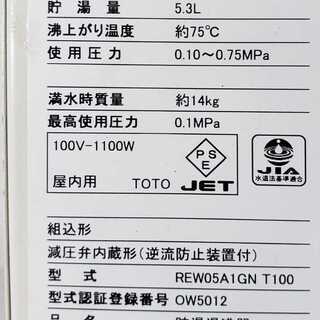 貯湯量 5.3L
沸上がり温度 約75℃
使用圧力 0.10〜0.75MPa
満水時質量 約14kg
最高使用圧力 0.1MPa
100V-1100W
PSE
屋内用 TOTO JET
JIA
水道法基準適合
組込形
減圧弁内蔵形(逆流防止装置付)
型式 REW05A1GN T100
型式認証登録番号 OW5012